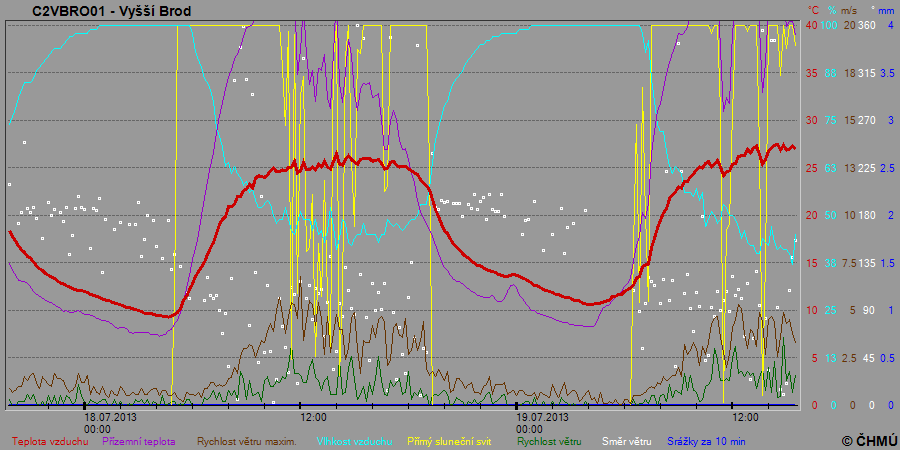 C2VBRO01 - Vyšší Brod
°C % m/s ° mm
40 100 20 360 4
35 88 18 315 3.5
30 75 15 270 3
25 63 13 225 2.5
20 50 10 180 2
15 38 7.5 135 1.5
10 25 5 90 1
5 13 2.5 45 0.5
0 0 0 0 0
18.07.2013 12:00 19.07.2013 12:00
00:00 00:00
Teplota vzduchu Přízemní teplota Rychlost větru maxim. Vlhkost vzduchu Přímý sluneční svit Rychlost větru Směr větru Srážky za 10 min © ČHMÚ